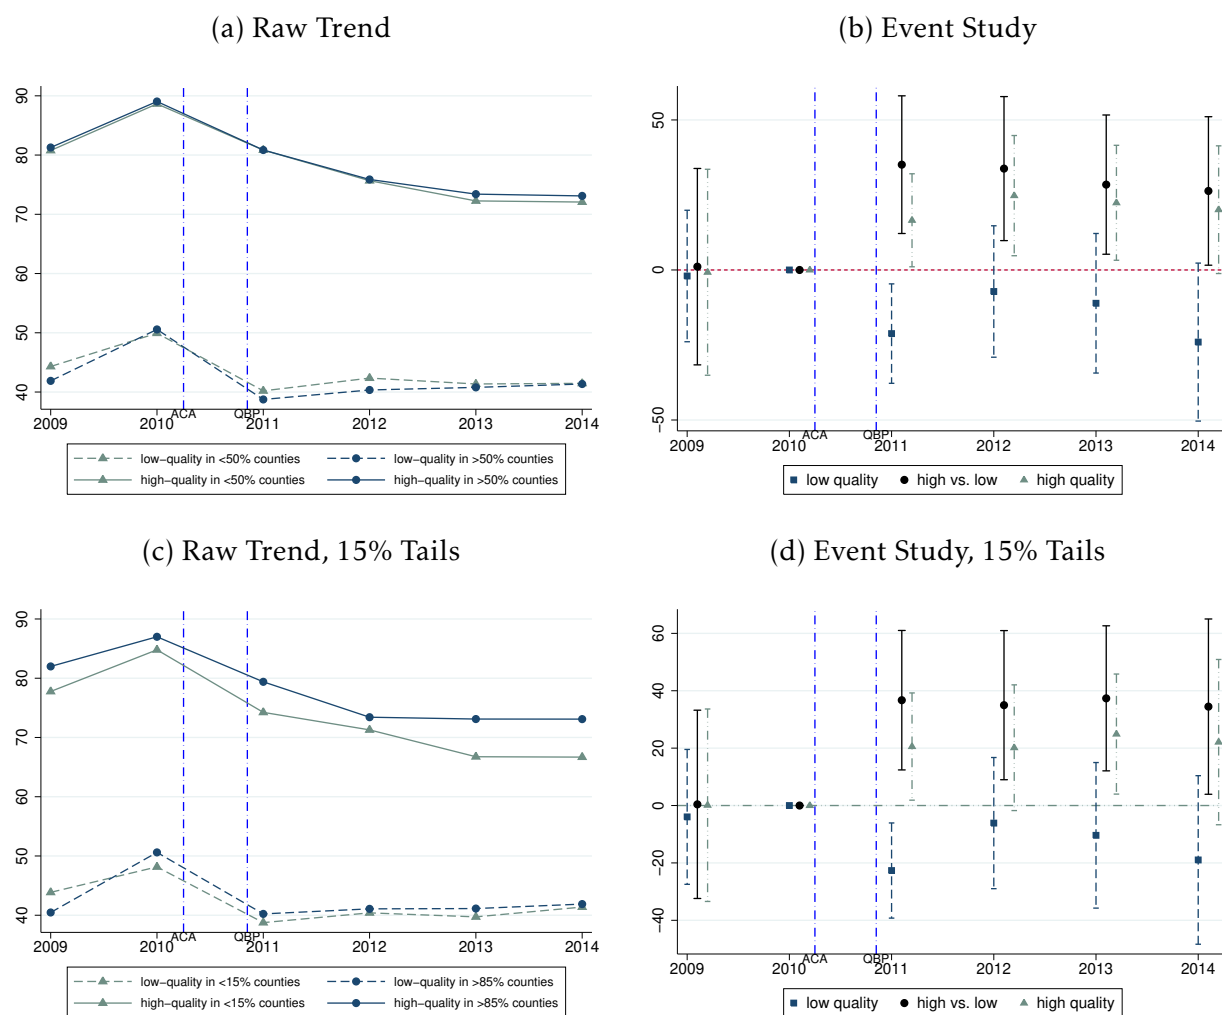 (a) Raw Trend
90
80
70
60
50
40
2009 2010 ACA QBP 2011 2012 2013 2014
low−quality in <50% counties low−quality in >50% counties
high−quality in <50% counties high−quality in >50% counties
(b) Event Study
50
0
−50
2009 2010 ACA QBP 2011 2012 2013 2014
low quality high vs. low high quality
(c) Raw Trend, 15% Tails
90
80
70
60
50
40
2009 2010 ACA QBP 2011 2012 2013 2014
low−quality in <15% counties low−quality in >85% counties
high−quality in <15% counties high−quality in >85% counties
(d) Event Study, 15% Tails
60
40
20
0
−20
−40
2009 2010 ACA QBP 2011 2012 2013 2014
low quality high vs. low high quality